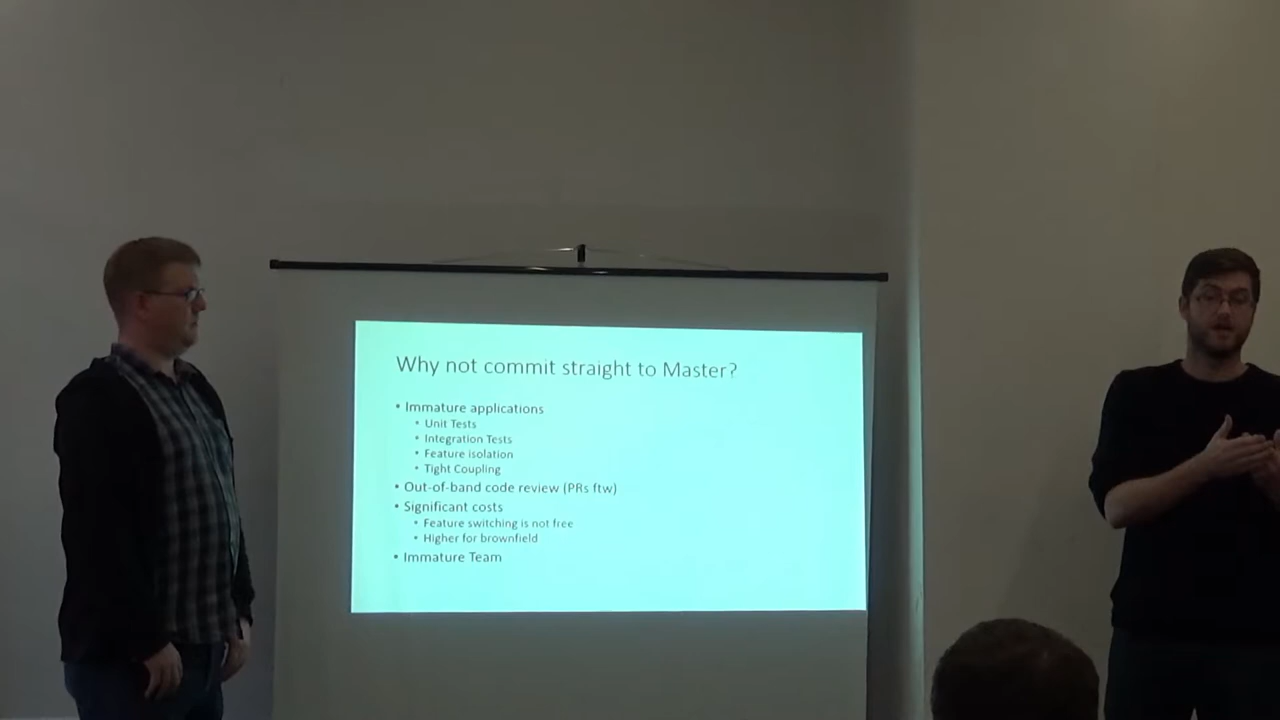 Why not commit straight to Master?
• Immature applications
• Unit Tests
• Integration Tests
• Feature isolation
• Tight Coupling
• Out-of-band code review (PRs ftw)
• Significant costs
• Feature switching is not free
• Higher for brownfield
• Immature Team